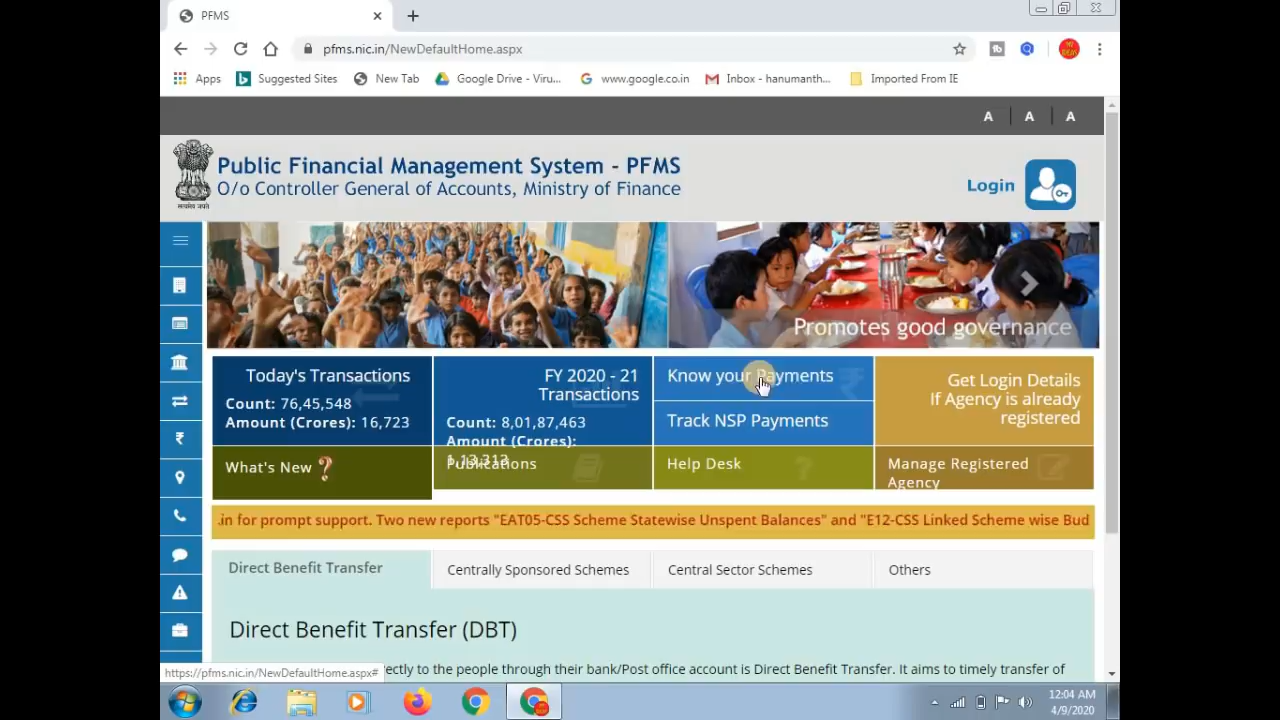 PFMS
pfms.nic.in/NewDefaultHome.aspx
Apps
Suggested Sites
New Tab
Google Drive - Viru...
www.google.co.in
Inbox - hanumanth...
Imported From IE
A A A
Public Financial Management System - PFMS
O/o Controller General of Accounts, Ministry of Finance
Login
सत्यमेव जयते
Promotes good governance
Today's Transactions
Count: 76,45,548
Amount (Crores): 16,723
FY 2020 - 21
Transactions
Count: 8,01,87,463
Amount (Crores):
1,13,313
Know your Payments
Track NSP Payments
Get Login Details
If Agency is already
registered
What's New ?
Publications
Help Desk
Manage Registered
Agency
.in for prompt support. Two new reports "EAT05-CSS Scheme Statewise Unspent Balances" and "E12-CSS Linked Scheme wise Bud
Direct Benefit Transfer
Centrally Sponsored Schemes
Central Sector Schemes
Others
Direct Benefit Transfer (DBT)
ctly to the people through their bank/Post office account is Direct Benefit Transfer. It aims to timely transfer of
https://pfms.nic.in/NewDefaultHome.aspx#
12:04 AM
4/9/2020